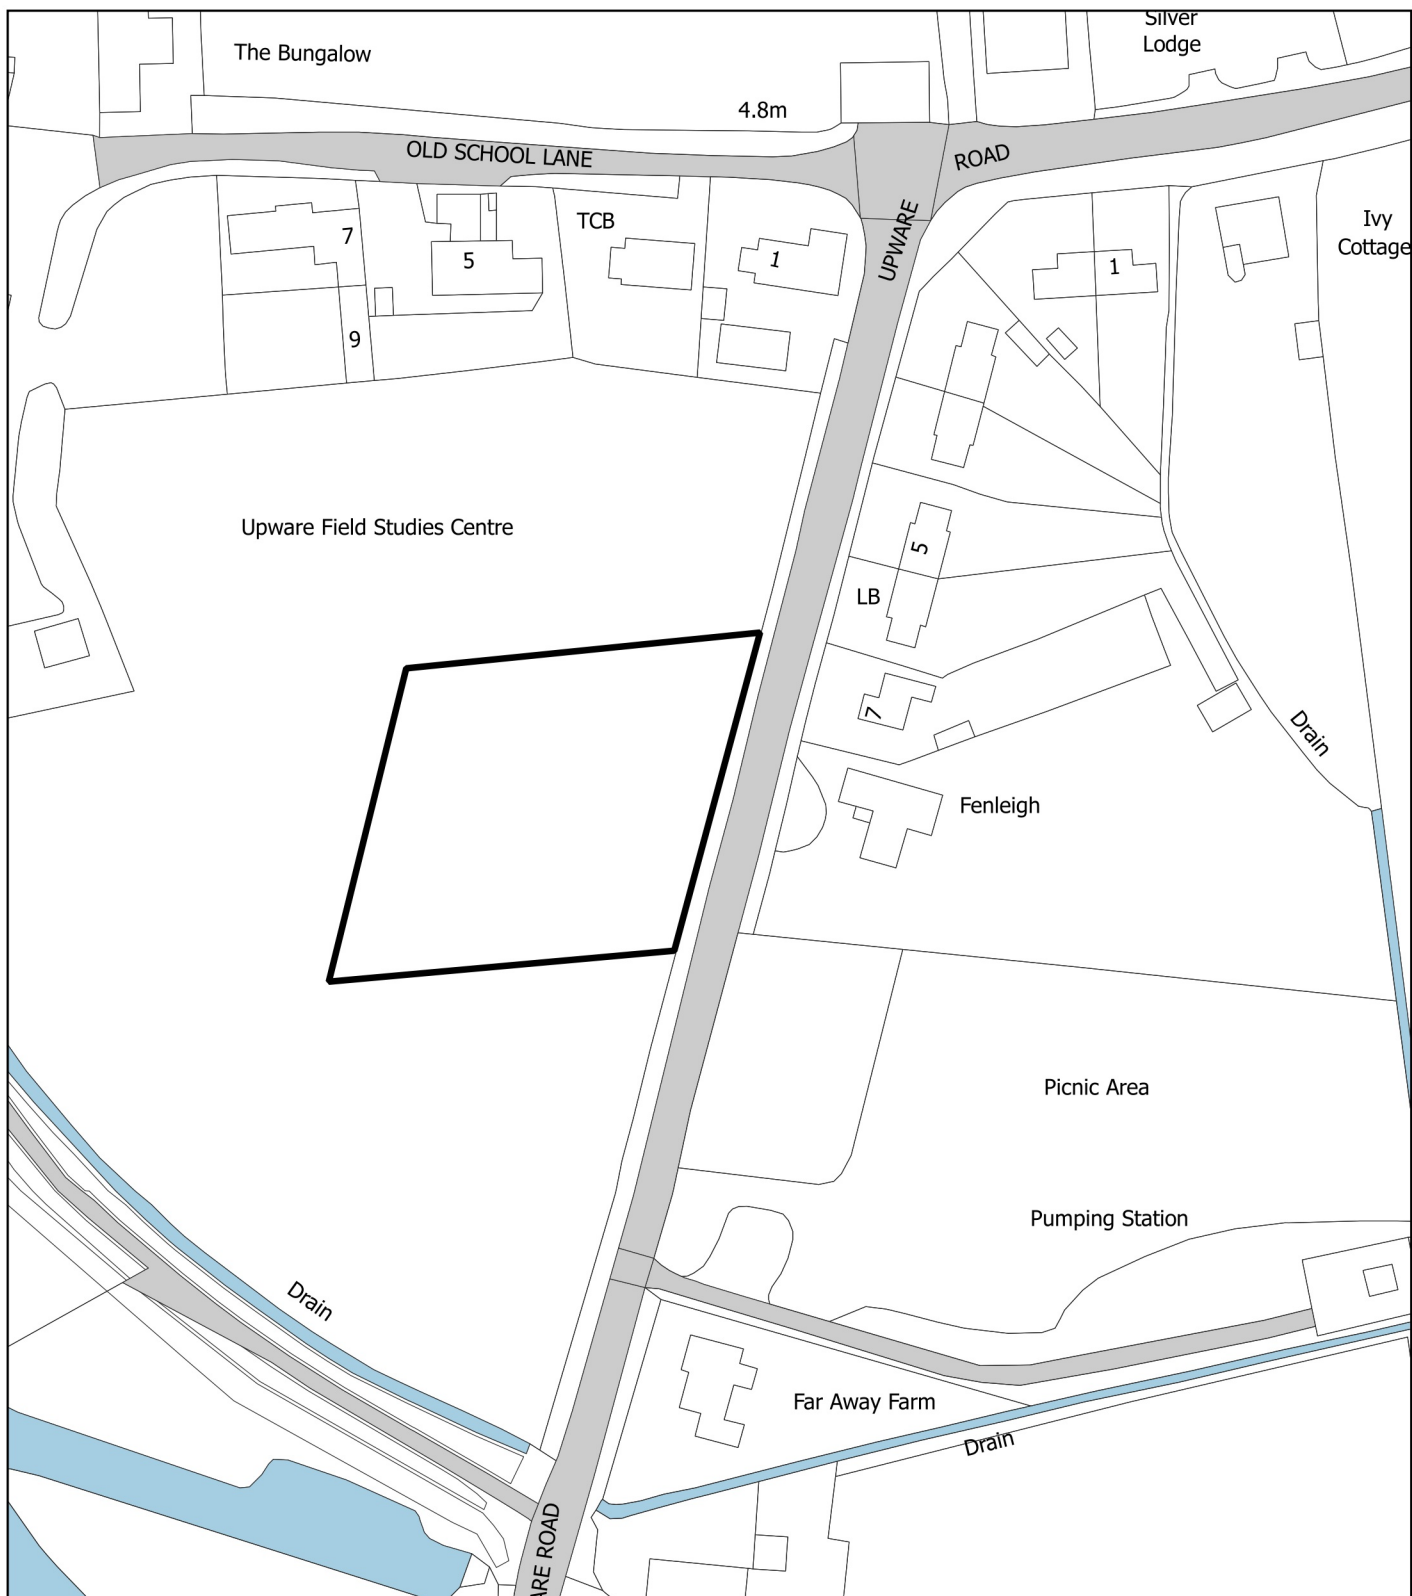 Silver
Lodge
The Bungalow
4.8m
OLD SCHOOL LANE
ROAD
UPWARE
TCB
Ivy
Cottage
7
5
1
1
9
Upware Field Studies Centre
5
LB
7
Drain
Fenleigh
Picnic Area
Pumping Station
Drain
Far Away Farm
Drain
ARE ROAD